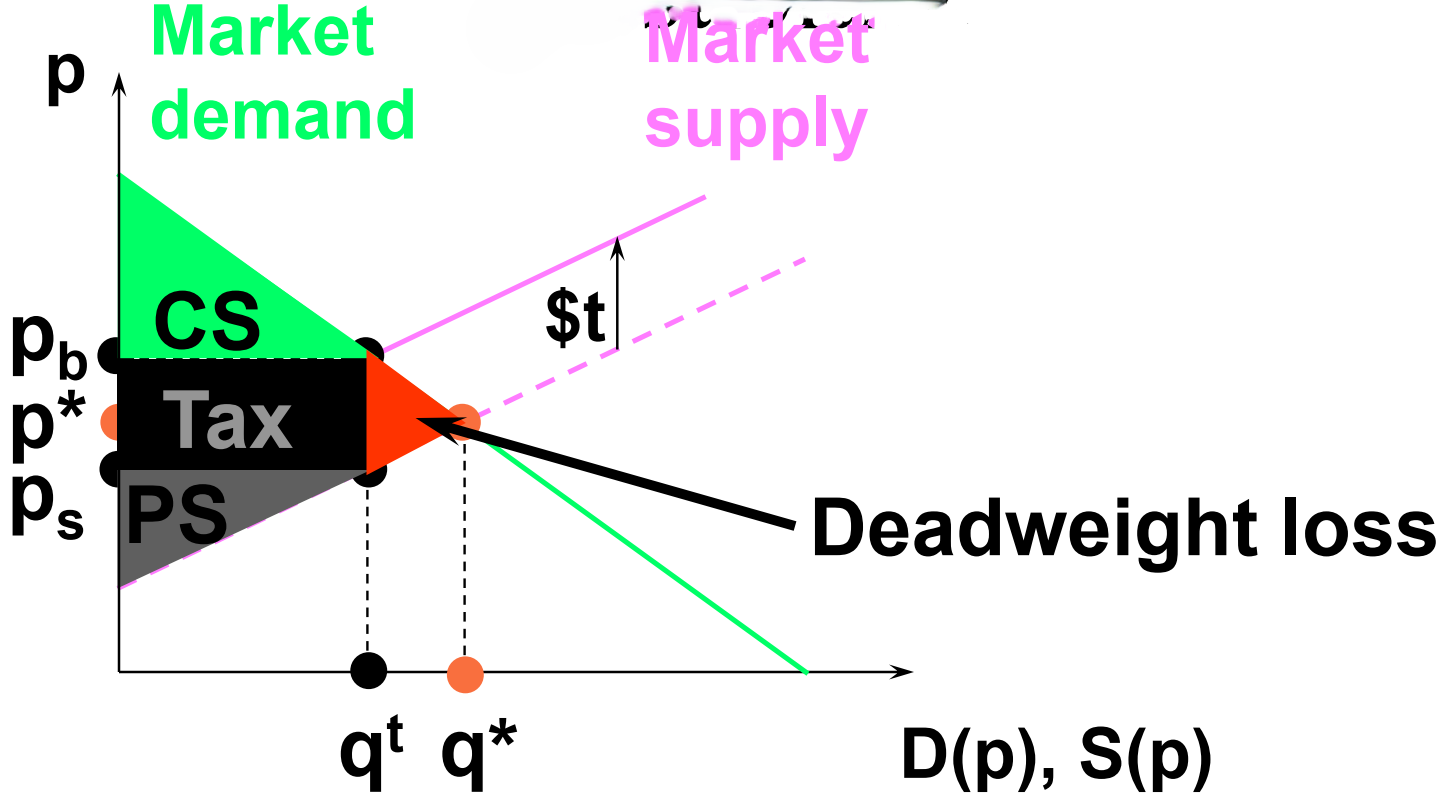 Market
demand
Market
supply
p
$t
CS
p_b
Tax
p*
PS
p_s
Deadweight loss
q^t q*
D(p), S(p)